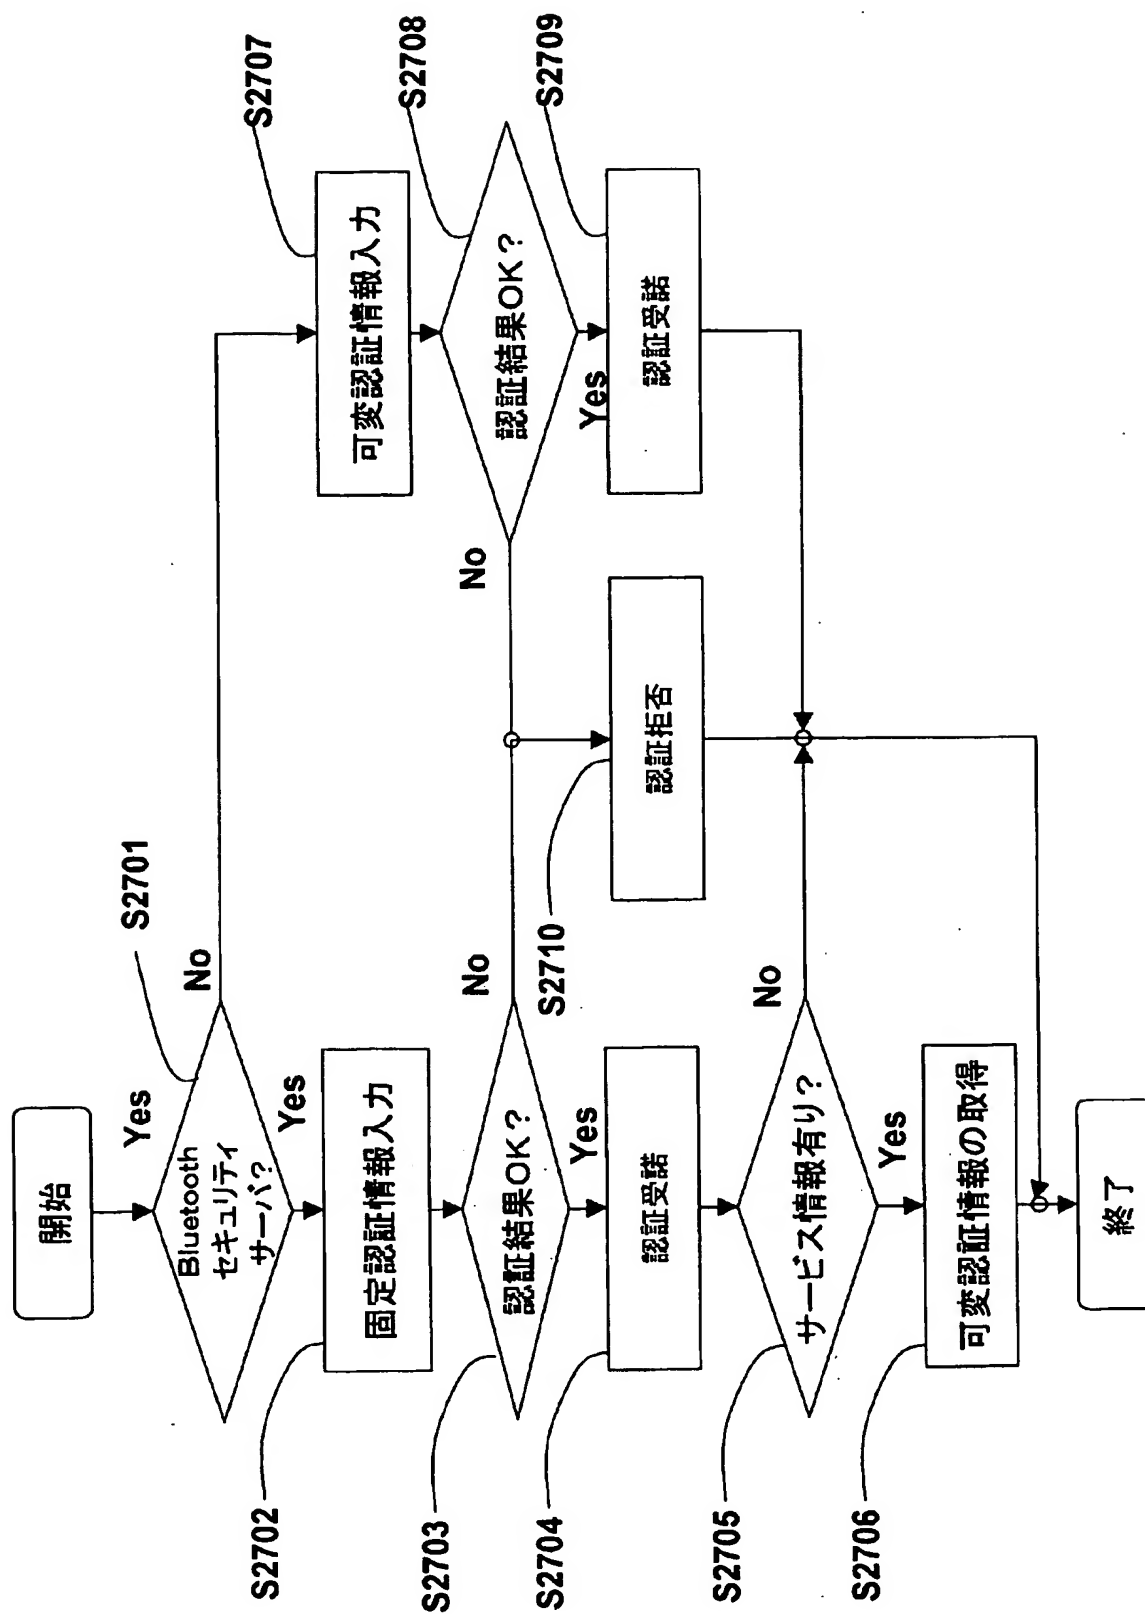 開始
Yes
S2701
Bluetooth
セキュリティ
サーバ?
No
Yes
S2702
固定認証情報入力
S2707
可変認証情報入力
S2703
認証結果OK?
No
No
認証結果OK?
S2708
Yes
Yes
S2704
認証受諾
S2710
認証拒否
認証受諾
S2709
S2705
サービス情報有り?
No
Yes
S2706
可変認証情報の取得
終了